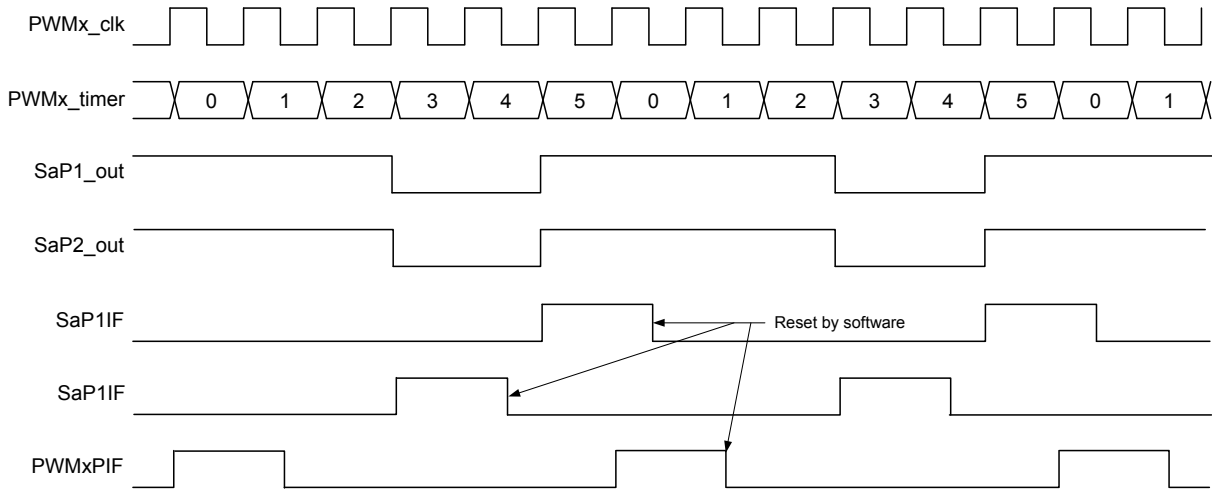 PWMx_clk
PWMx_timer 0 1 2 3 4 5 0 1 2 3 4 5 0 1
SaP1_out
SaP2_out
SaP1IF
Reset by software
SaP1IF
PWMxPIF